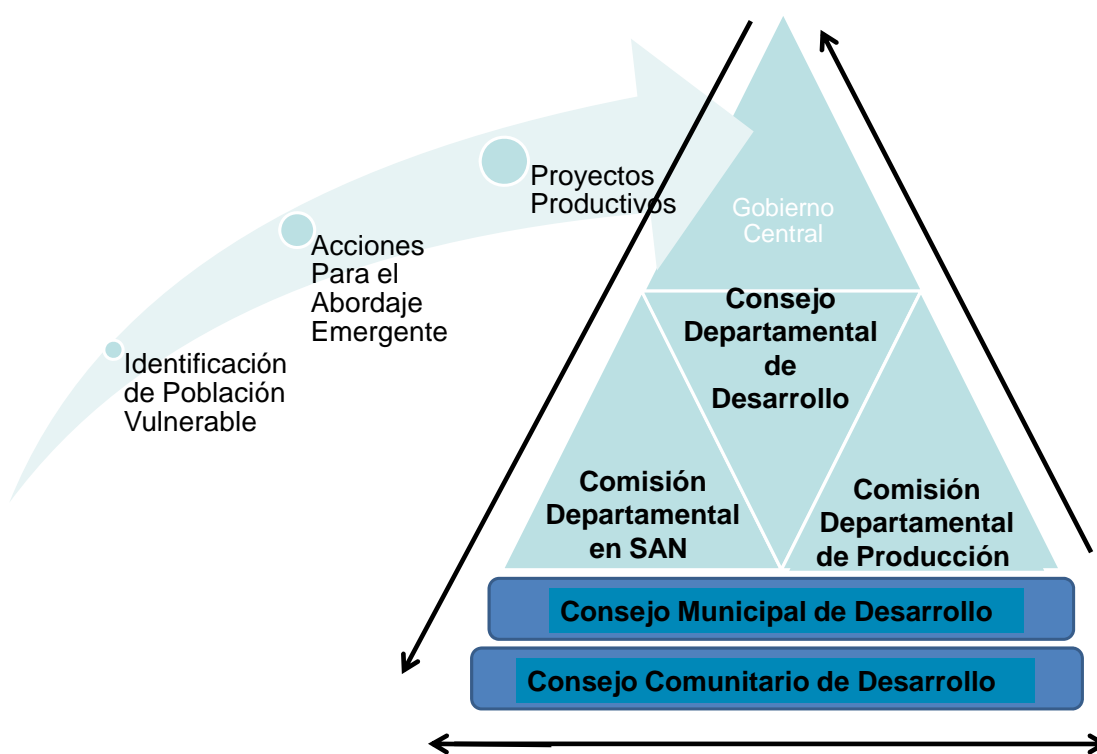 Proyectos
Productivos
Acciones
Para el
Abordaje
Emergente
Identificación
de Población
Vulnerable
Gobierno
Central
Consejo
Departamental
de
Desarrollo
Comisión
Departamental
en SAN
Comisión
Departamental
de Producción
Consejo Municipal de Desarrollo
Consejo Comunitario de Desarrollo